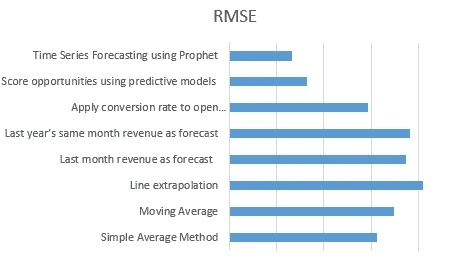 RMSE
Time Series Forecasting using Prophet
Score opportunities using predictive models
Apply conversion rate to open…
Last year's same month revenue as forecast
Last month revenue as forecast
Line extrapolation
Moving Average
Simple Average Method